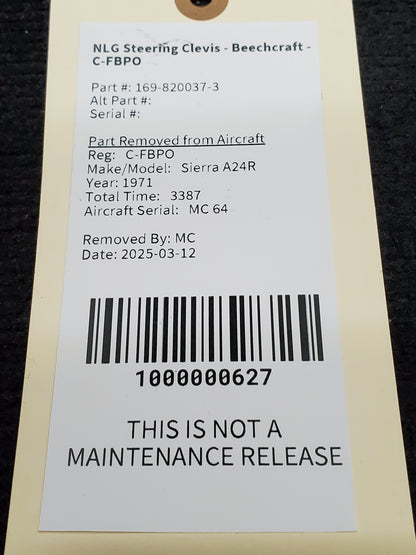 NLG Steering Clevis - Beechcraft -
C-FBPO
Part #: 169-820037-3
Alt Part #:
Serial #:
Part Removed from Aircraft
Reg: C-FBPO
Make/Model: Sierra A24R
Year: 1971
Total Time: 3387
Aircraft Serial: MC 64
Removed By: MC
Date: 2025-03-12
1000000627
THIS IS NOT A
MAINTENANCE RELEASE